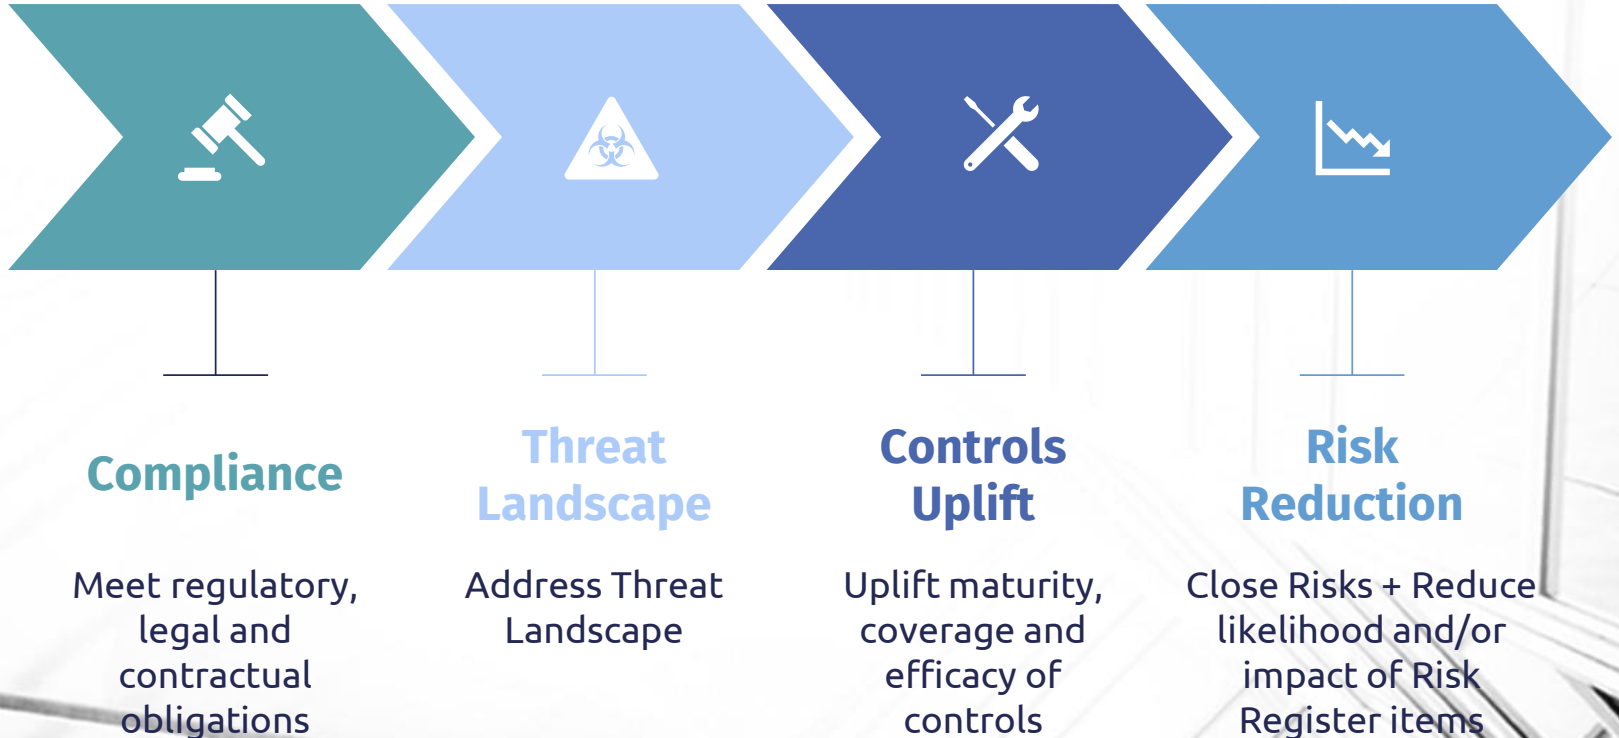 Compliance
Meet regulatory,
legal and
contractual
obligations
Threat
Landscape
Address Threat
Landscape
Controls
Uplift
Uplift maturity,
coverage and
efficacy of
controls
Risk
Reduction
Close Risks + Reduce
likelihood and/or
impact of Risk
Register items